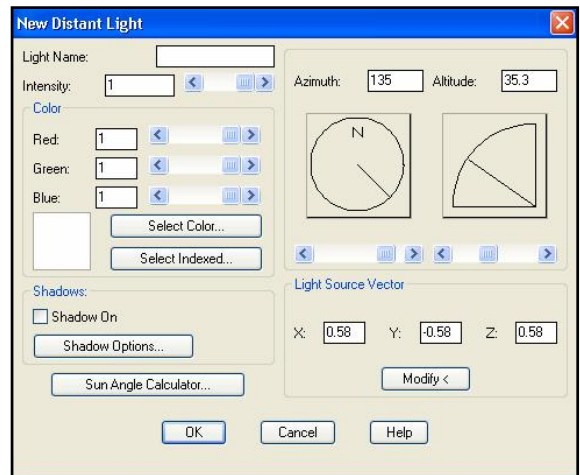 New Distant Light
Light Name:
Intensity: 1
Color
Red: 1
Green: 1
Blue: 1
Select Color...
Select Indexed...
Shadows:
Shadow On
Shadow Options...
Sun Angle Calculator...
Azimuth: 135 Altitude: 35.3
N
Light Source Vector
X: 0.58 Y: -0.58 Z: 0.58
Modify <
OK Cancel Help